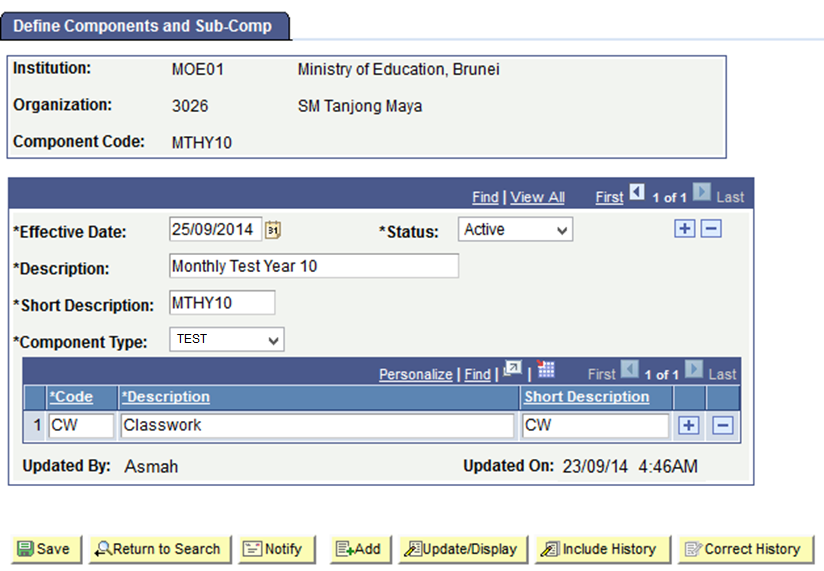 Define Components and Sub-Comp
Institution: MOE01 Ministry of Education, Brunei
Organization: 3026 SM Tanjong Maya
Component Code: MTHY10
Find | View All First 1 of 1 Last
*Effective Date: 25/09/2014 31 *Status: Active
*Description: Monthly Test Year 10
*Short Description: MTHY10
*Component Type: TEST
Personalize | Find | | First 1 of 1 Last
*Code *Description Short Description
1 CW Classwork CW
Updated By: Asmah Updated On: 23/09/14 4:46AM
Save Return to Search Notify Add Update/Display Include History Correct History